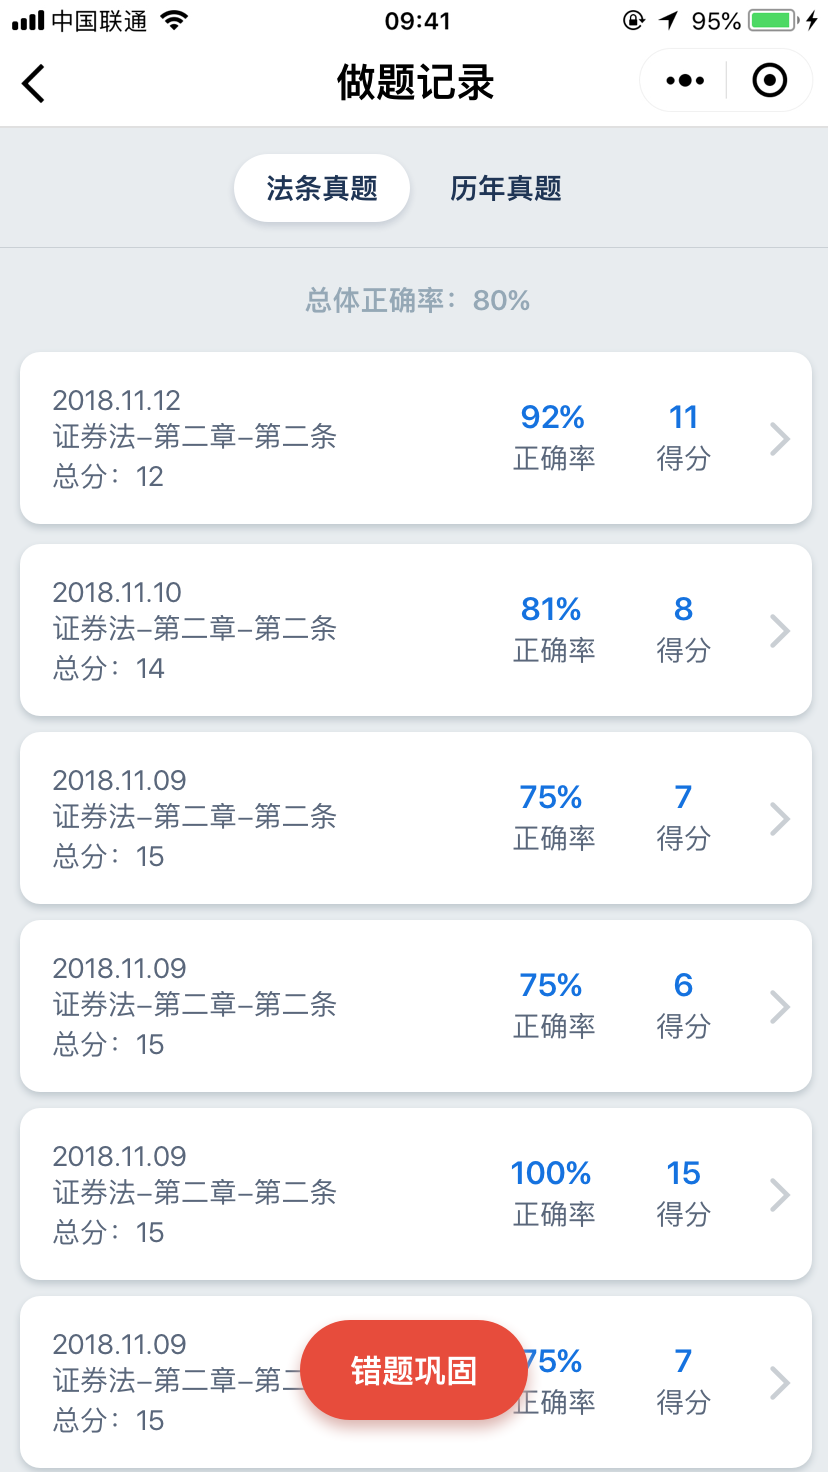 中国联通 09:41 95%
做题记录
法条真题 历年真题
总体正确率：80%
2018.11.12
证券法–第二章–第二条
总分：12
92% 11
正确率 得分
2018.11.10
证券法–第二章–第二条
总分：14
81% 8
正确率 得分
2018.11.09
证券法–第二章–第二条
总分：15
75% 7
正确率 得分
2018.11.09
证券法–第二章–第二条
总分：15
75% 6
正确率 得分
2018.11.09
证券法–第二章–第二条
总分：15
100% 15
正确率 得分
2018.11.09
证券法–第二章–第二
总分：15
75% 7
正确率 得分
错题巩固